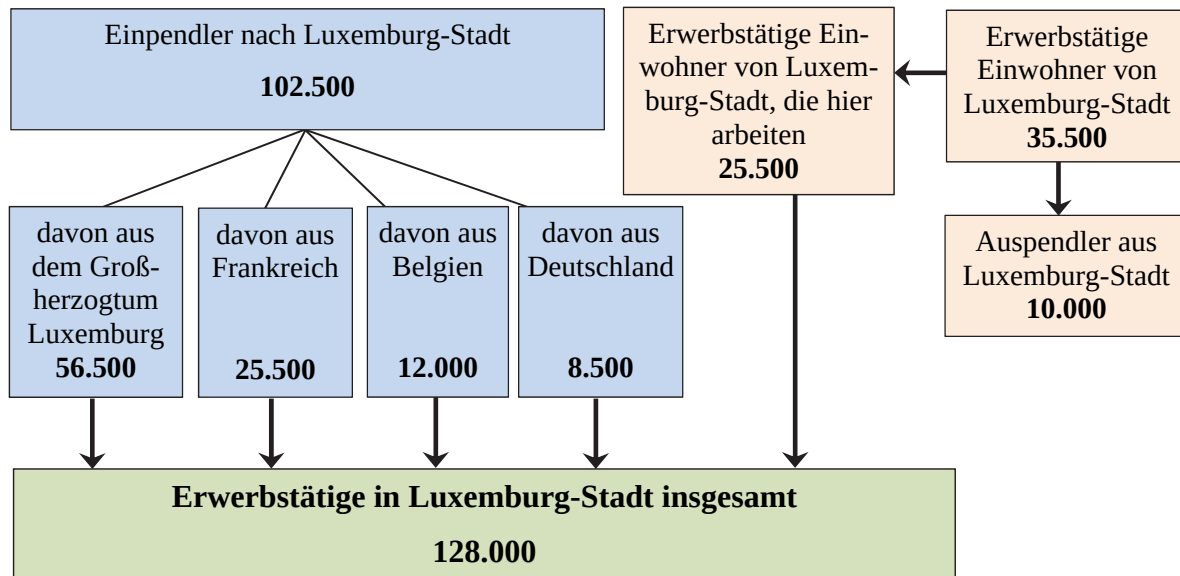 Einpendler nach Luxemburg-Stadt
102.500
Erwerbstätige Ein-
wohner von Luxem-
burg-Stadt, die hier
arbeiten
25.500
Erwerbstätige
Einwohner von
Luxemburg-Stadt
35.500
davon aus
dem Groß-
herzogtum
Luxemburg
56.500
davon aus
Frankreich
25.500
davon aus
Belgien
12.000
davon aus
Deutschland
8.500
Auspendler aus
Luxemburg-Stadt
10.000
Erwerbstätige in Luxemburg-Stadt insgesamt
128.000